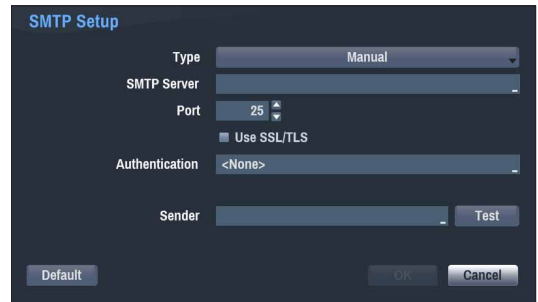 SMTP Setup
Type Manual
SMTP Server
Port 25
Use SSL/TLS
Authentication <None>
Sender Test
Default OK Cancel